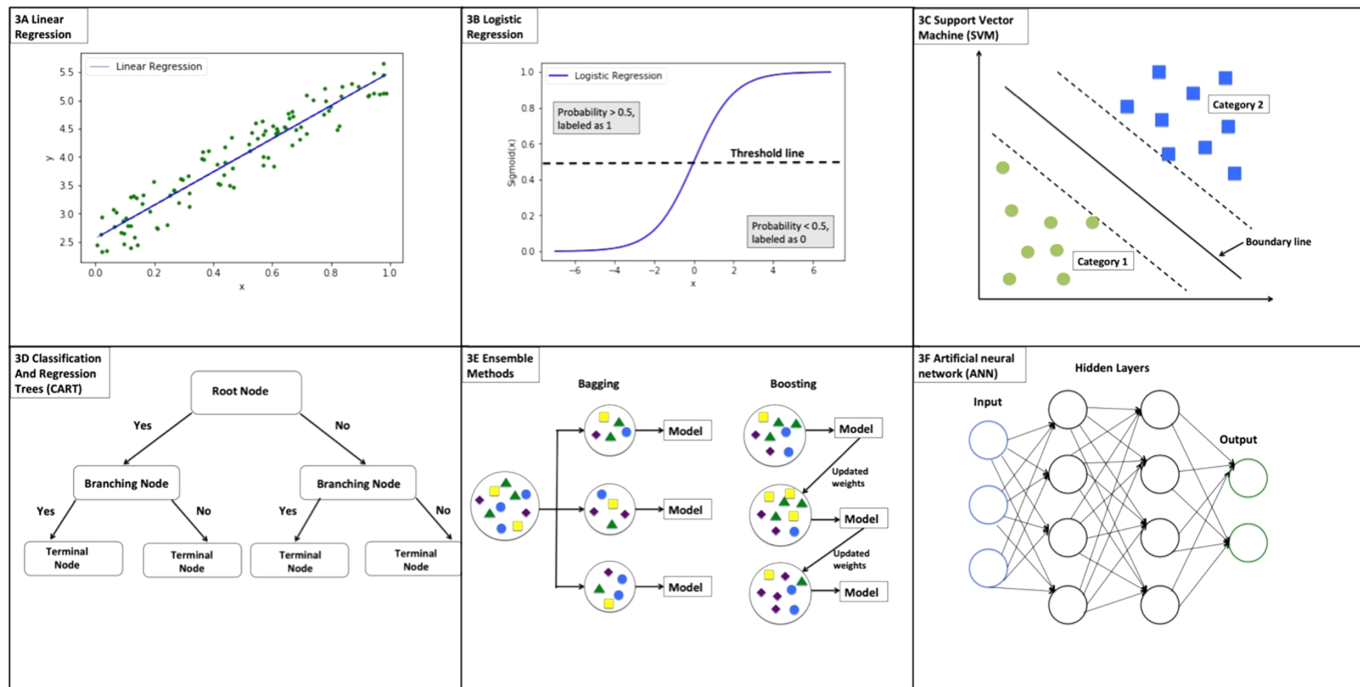 3A Linear
Regression
Linear Regression
5.5
5.0
4.5
4.0
3.5
3.0
2.5
y
0.0 0.2 0.4 0.6 0.8 1.0
x
3B Logistic
Regression
Logistic Regression
1.0
0.8
0.6
0.4
0.2
0.0
Sigmoid(x)
Probability > 0.5,
labeled as 1
Threshold line
Probability < 0.5,
labeled as 0
−6 −4 −2 0 2 4 6
x
3C Support Vector
Machine (SVM)
Category 2
Boundary line
Category 1
3D Classification
And Regression
Trees (CART)
Root Node
Yes No
Branching Node Branching Node
Yes No Yes No
Terminal
Node
Terminal
Node
Terminal
Node
Terminal
Node
3E Ensemble
Methods
Bagging
Model
Model
Model
Boosting
Model
Updated
weights
Model
Updated
weights
Model
3F Artificial neural
network (ANN)
Hidden Layers
Input
Output